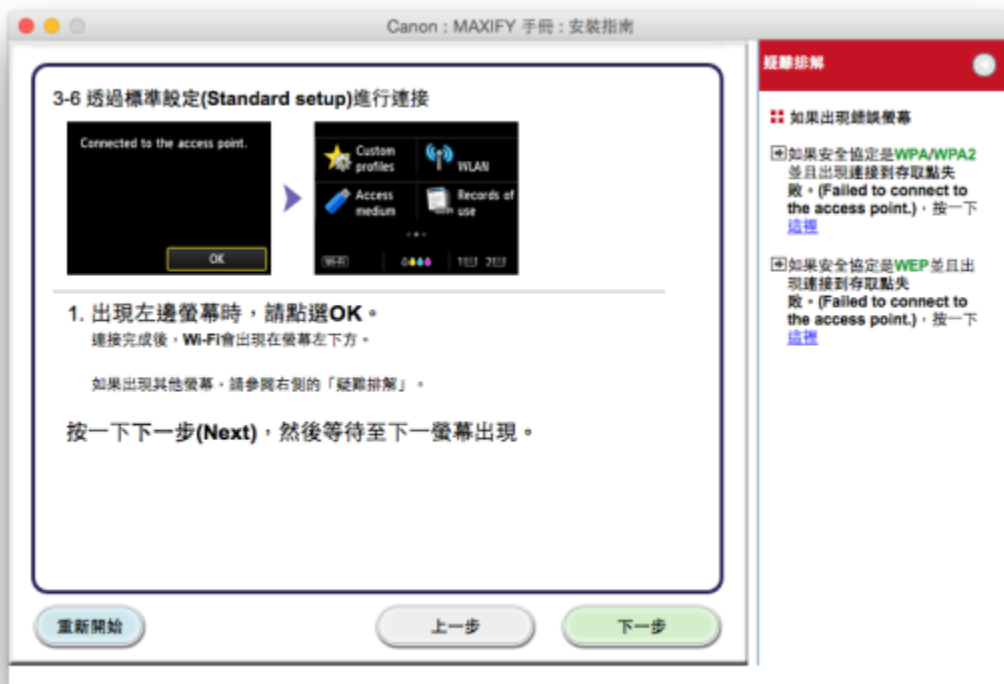 Canon : MAXIFY 手冊 : 安裝指南
3-6 透過標準設定(Standard setup)進行連接
Connected to the access point.
OK
Custom profiles
WLAN
Access medium
Records of use
Wi-Fi
1
2
1. 出現左邊螢幕時，請點選OK。
連接完成後，Wi-Fi會出現在螢幕左下方。
如果出現其他螢幕，請參閱右側的「疑難排解」。
按一下下一步(Next)，然後等待至下一螢幕出現。
重新開始
上一步
下一步
疑難排解
如果出現錯誤螢幕
如果安全協定是WPA/WPA2
並且出現連接到存取點失
敗。(Failed to connect to
the access point.)，按一下
這裡
如果安全協定是WEP並且出
現連接到存取點失
敗。(Failed to connect to
the access point.)，按一下
這裡